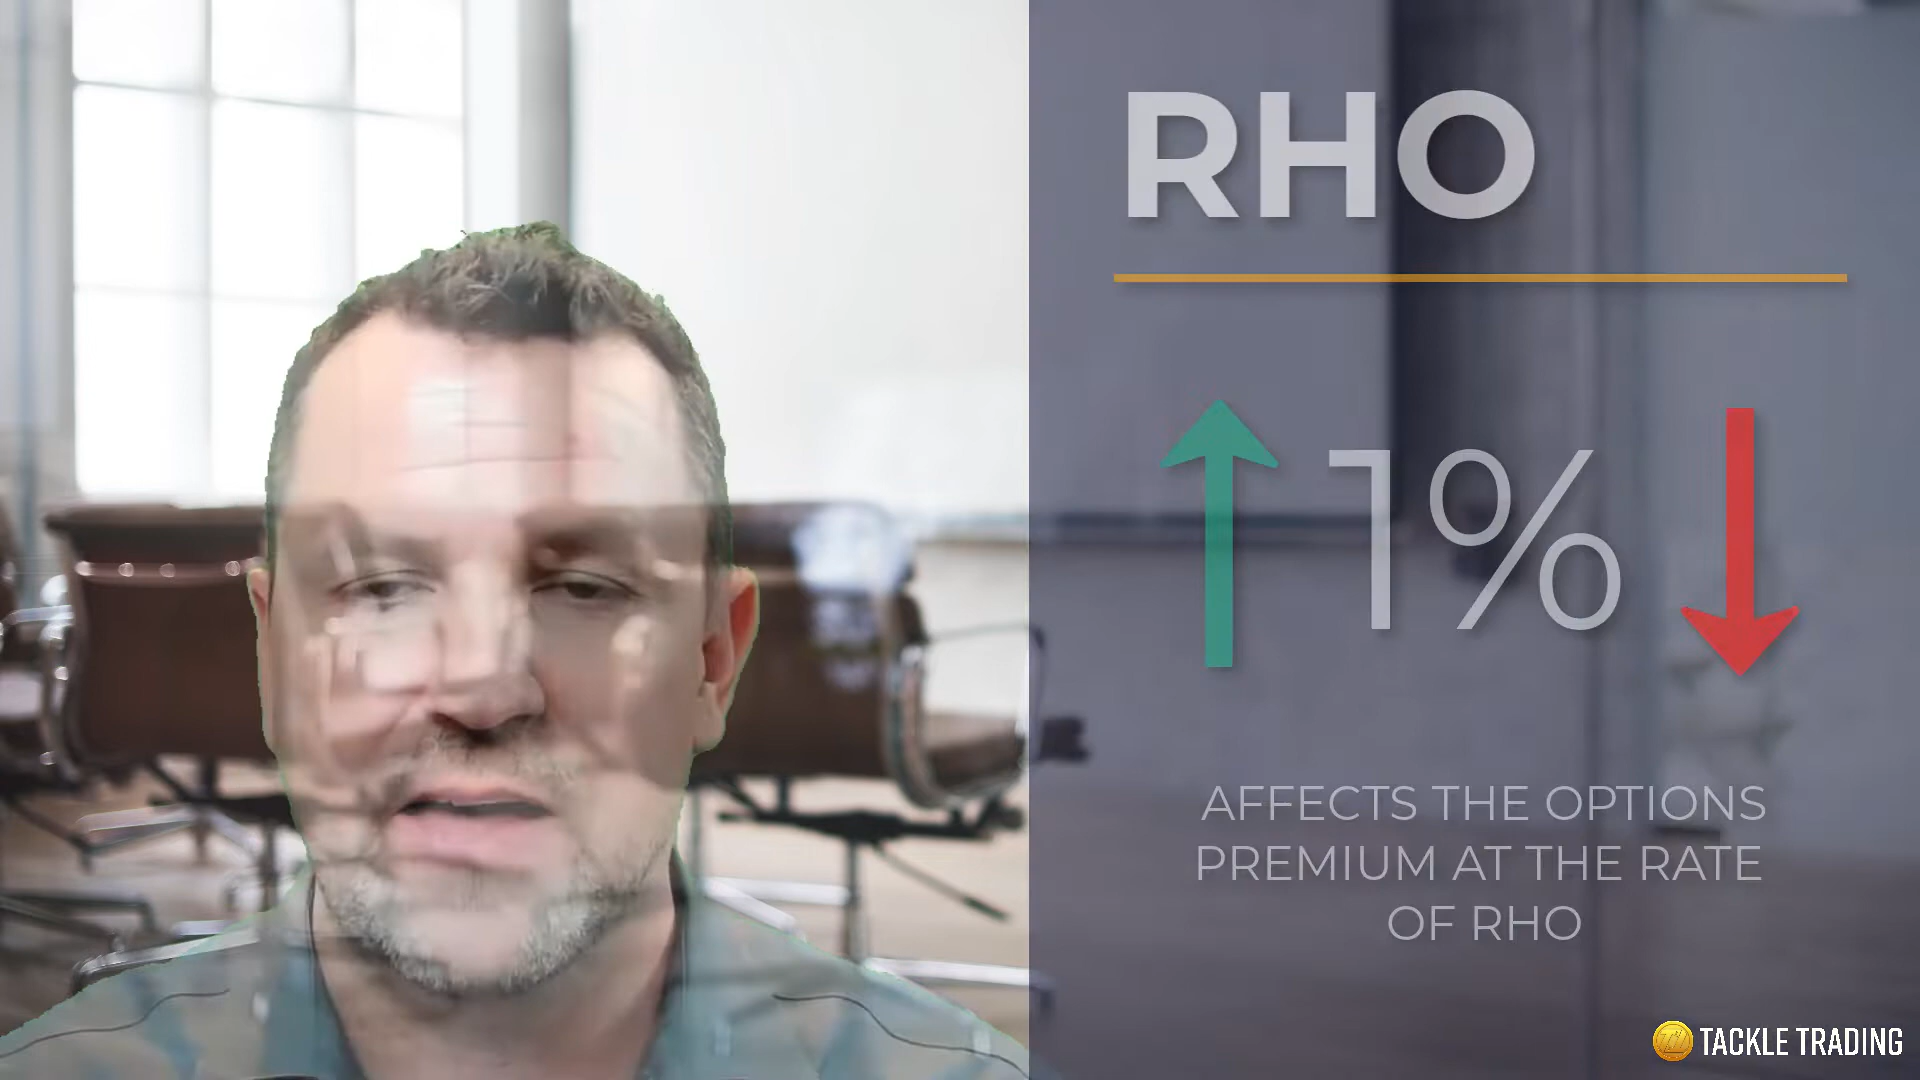 RHO
1%
AFFECTS THE OPTIONS
PREMIUM AT THE RATE
OF RHO
TACKLE TRADING